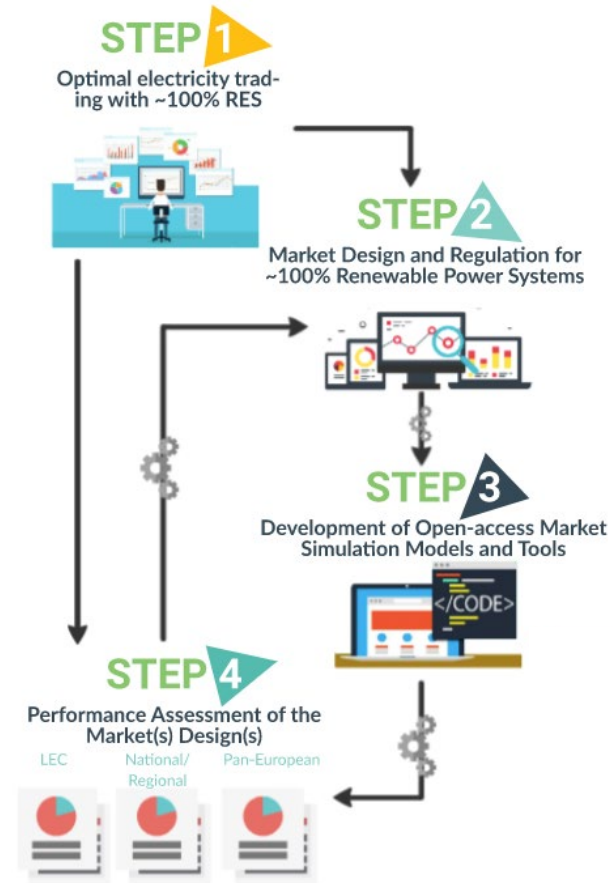 STEP 1
Optimal electricity trad-
ing with ~100% RES
STEP 2
Market Design and Regulation for
~100% Renewable Power Systems
STEP 3
Development of Open-access Market
Simulation Models and Tools
</CODE>
STEP 4
Performance Assessment of the
Market(s) Design(s)
LEC
National/
Regional
Pan-European